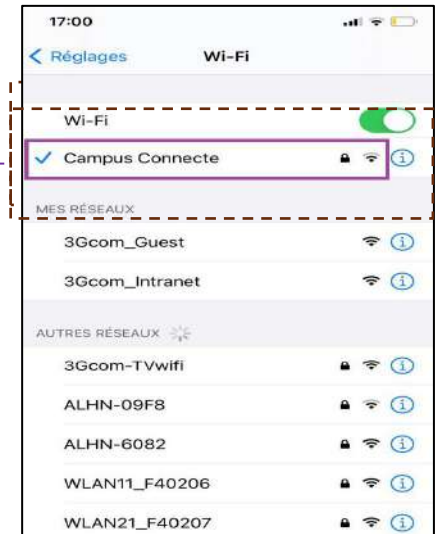 17:00
Réglages Wi-Fi
Wi-Fi
Campus Connecte
MES RÉSEAUX
3Gcom_Guest
3Gcom_Intranet
AUTRES RÉSEAUX
3Gcom-TVwifi
ALHN-09F8
ALHN-6082
WLAN11_F40206
WLAN21_F40207